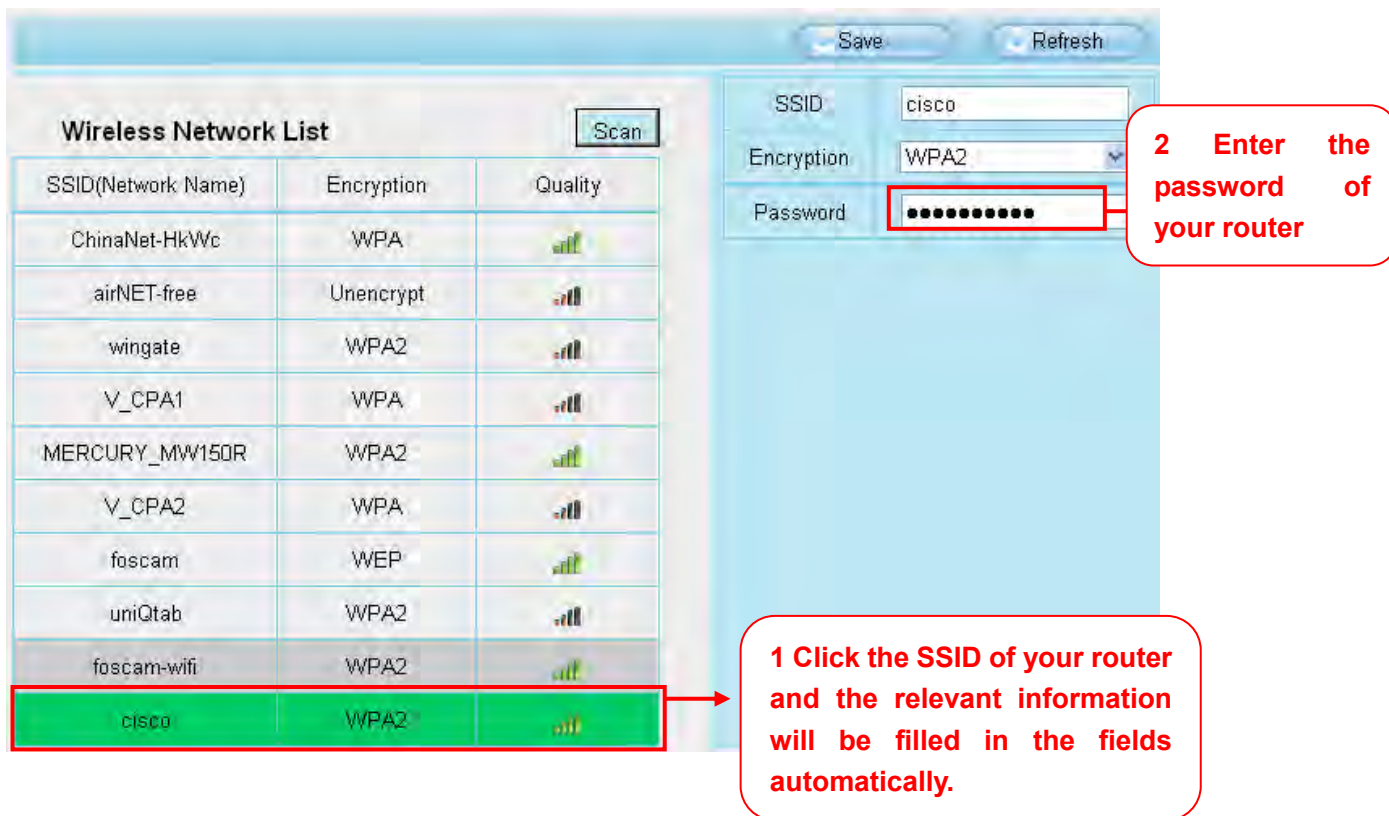 Save Refresh
Wireless Network List Scan
SSID(Network Name) Encryption Quality
ChinaNet-HkWc WPA
airNET-free Unencrypt
wingate WPA2
V_CPA1 WPA
MERCURY_MW150R WPA2
V_CPA2 WPA
foscam WEP
uniQtab WPA2
foscam-wifi WPA2
cisco WPA2
SSID cisco
Encryption WPA2
Password ●●●●●●●●●●
2 Enter the
password of
your router
1 Click the SSID of your router
and the relevant information
will be filled in the fields
automatically.